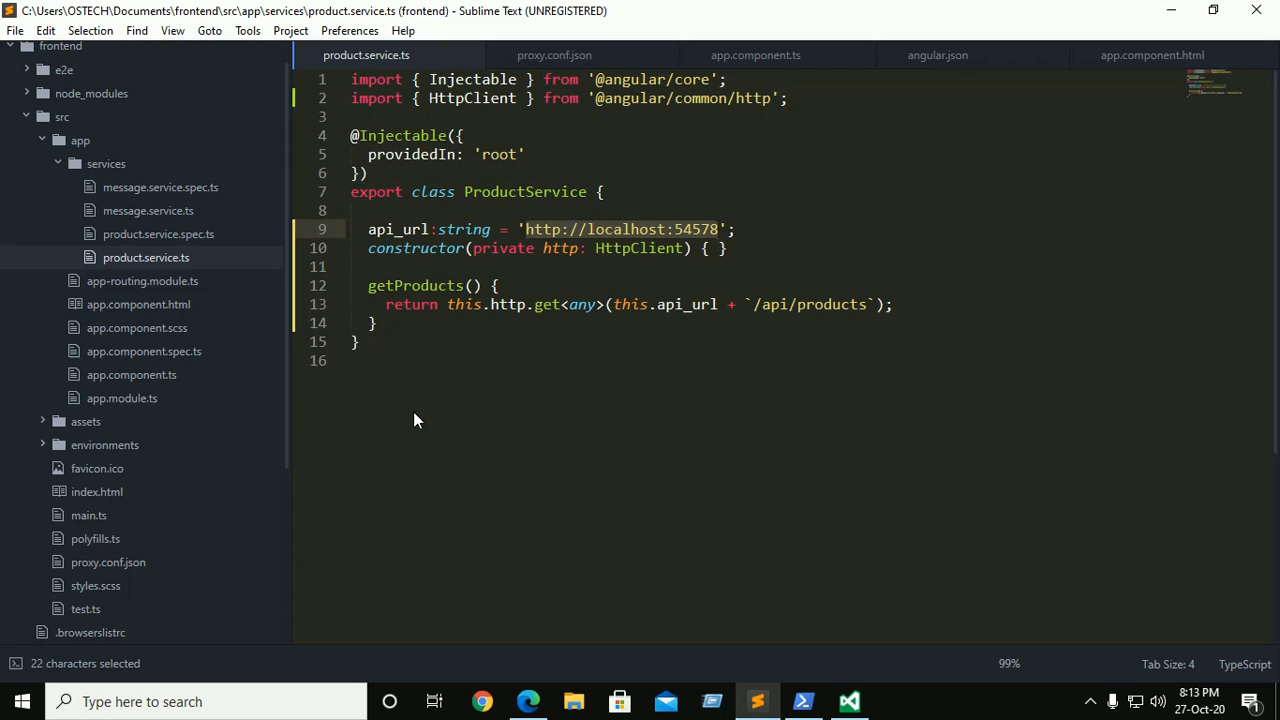 C:\Users\OSTECH\Documents\frontend\src\app\services\product.service.ts (frontend) - Sublime Text (UNREGISTERED)
File Edit Selection Find View Goto Tools Project Preferences Help
frontend
e2e
node_modules
src
app
services
message.service.spec.ts
message.service.ts
product.service.spec.ts
product.service.ts
app-routing.module.ts
app.component.html
app.component.scss
app.component.spec.ts
app.component.ts
app.module.ts
assets
environments
favicon.ico
index.html
main.ts
polyfills.ts
proxy.conf.json
styles.scss
test.ts
.browserslistrc
product.service.ts proxy.conf.json app.component.ts angular.json app.component.html
1 import { Injectable } from '@angular/core';
2 import { HttpClient } from '@angular/common/http';
3
4 @Injectable({
5   providedIn: 'root'
6 })
7 export class ProductService {
8
9   api_url:string = 'http://localhost:54578';
10   constructor(private http: HttpClient) { }
11
12   getProducts() {
13     return this.http.get<any>(this.api_url + `/api/products`);
14   }
15 }
16
22 characters selected 99% Tab Size: 4 TypeScript
Type here to search
8:13 PM
27-Oct-20
1